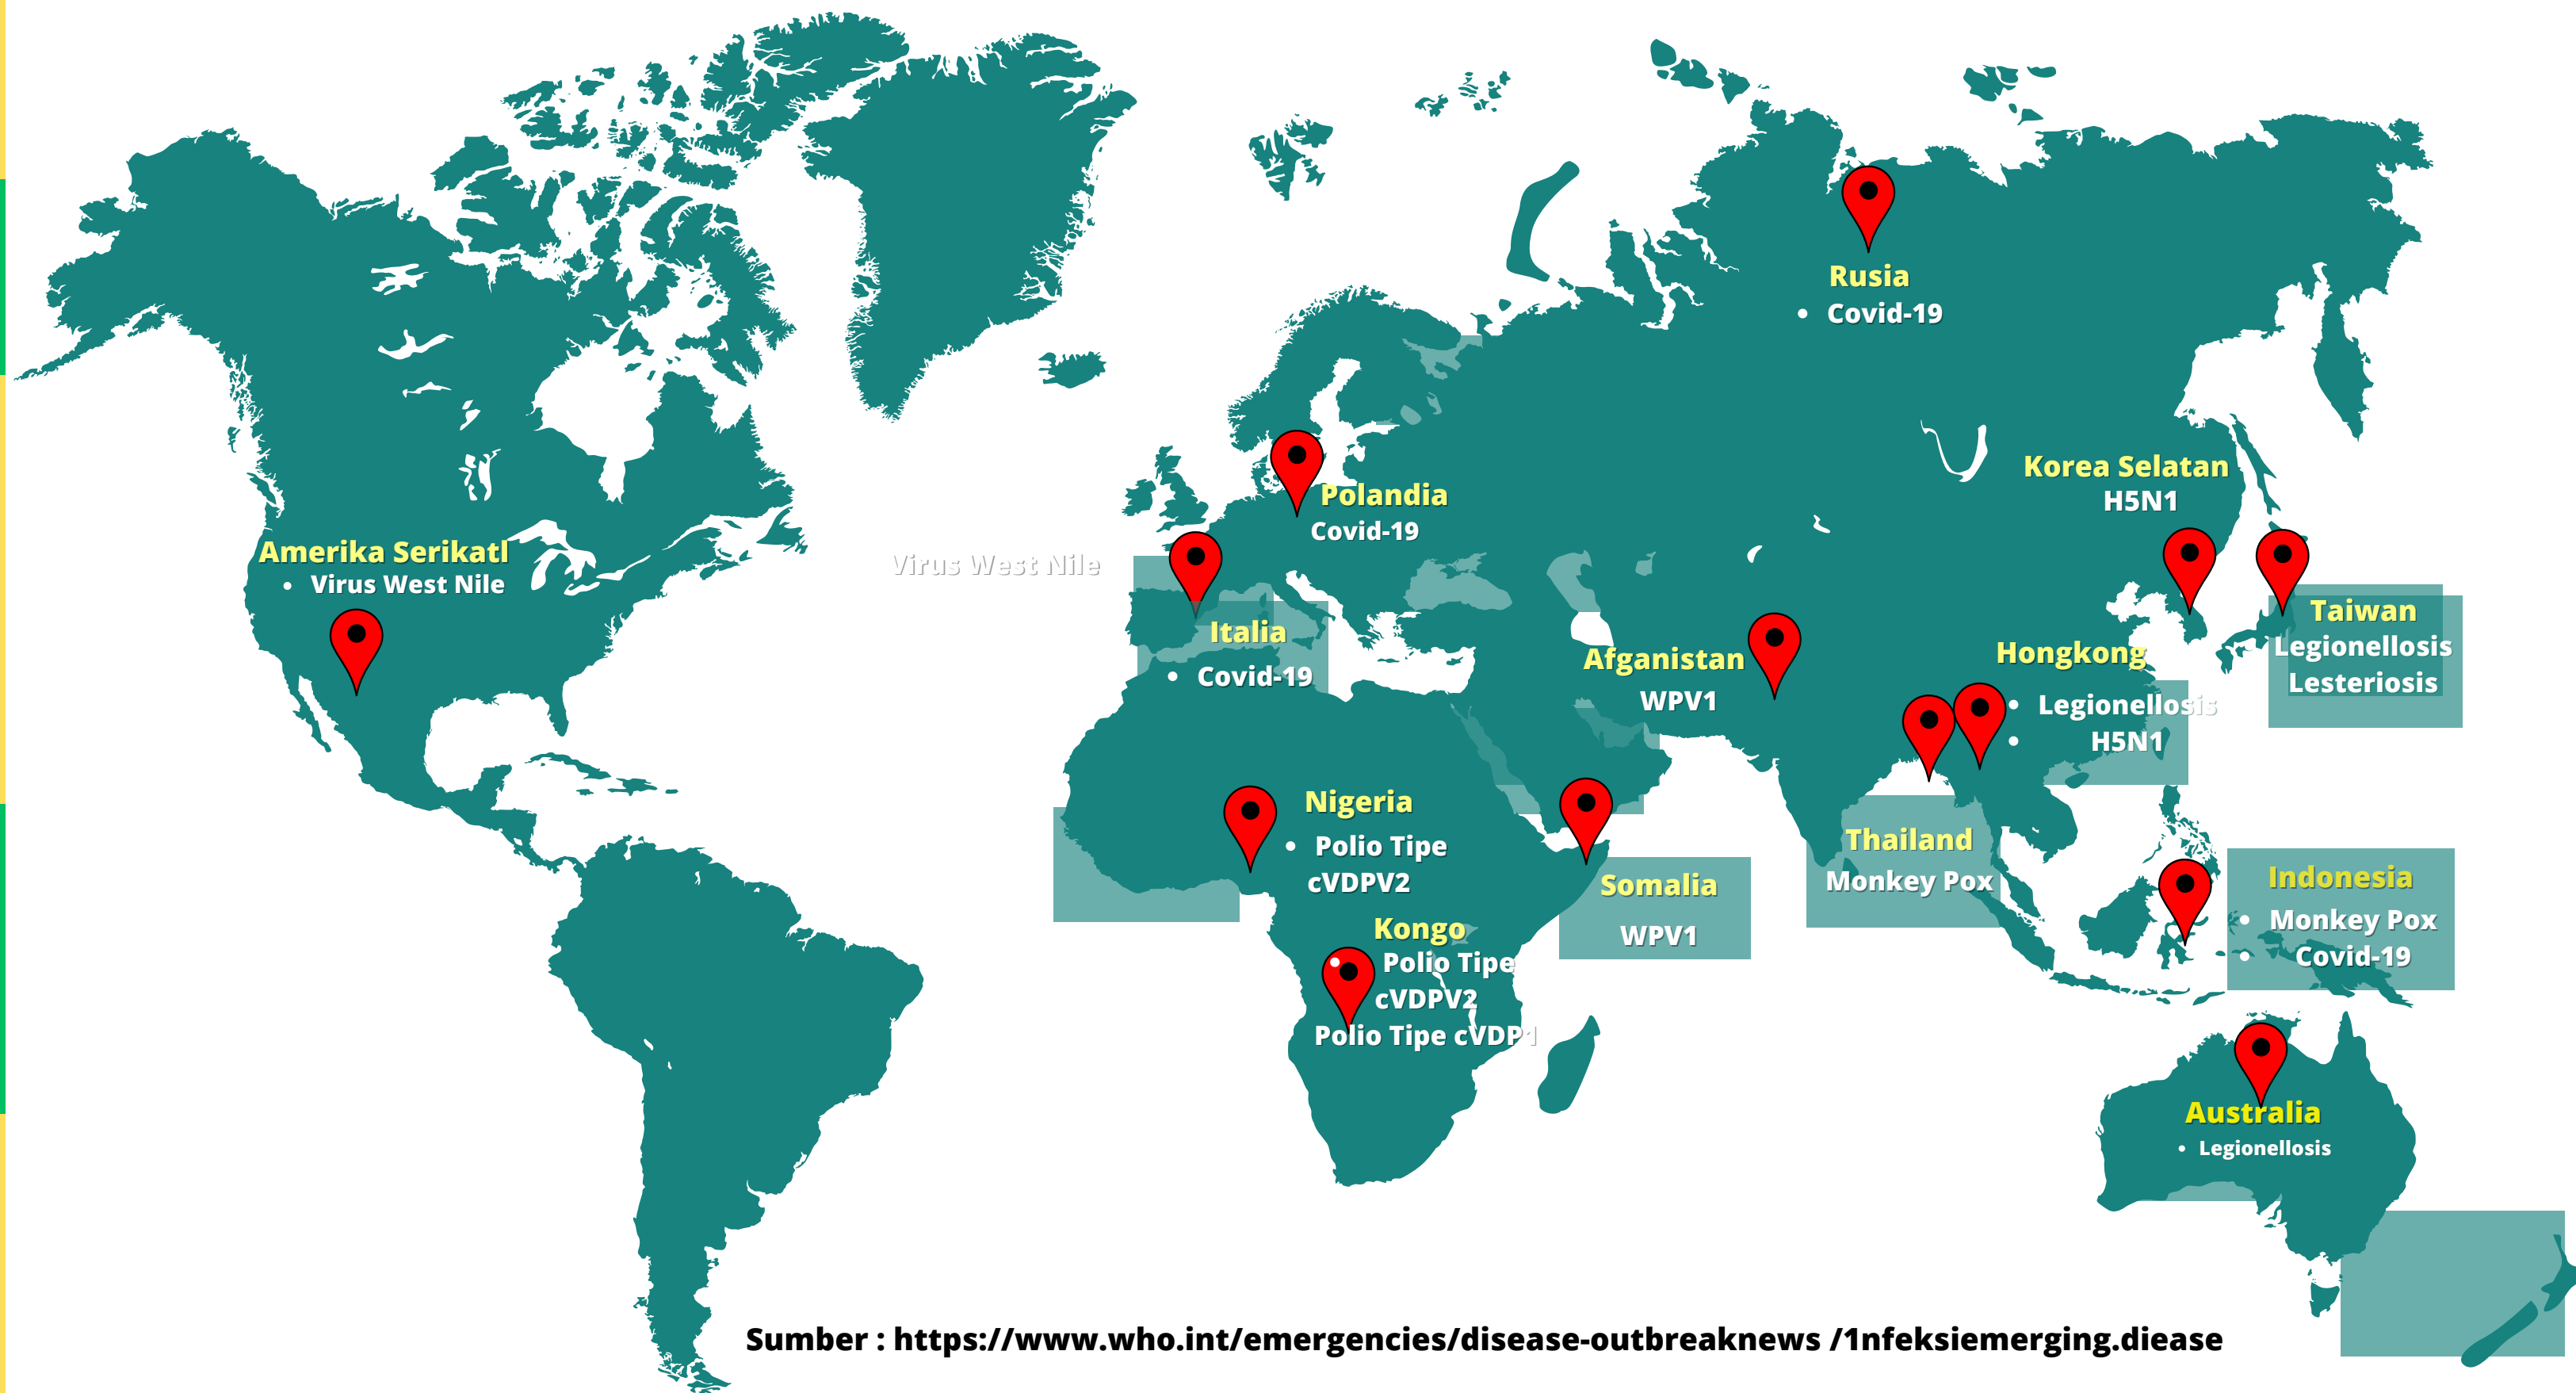 Rusia
• Covid-19
Korea Selatan
H5N1
Polandia
Covid-19
Amerika Serikatl
• Virus West Nile
Virus West Nile
Italia
• Covid-19
Afganistan
WPV1
Hongkong
• Legionellosis
• H5N1
Taiwan
Legionellosis
Lesteriosis
Nigeria
• Polio Tipe
cVDPV2
Kongo
• Polio Tipe
cVDPV2
Polio Tipe cVDP1
Somalia
WPV1
Thailand
Monkey Pox
Indonesia
• Monkey Pox
• Covid-19
Australia
• Legionellosis
Sumber : https://www.who.int/emergencies/disease-outbreaknews /1nfeksiemerging.diease